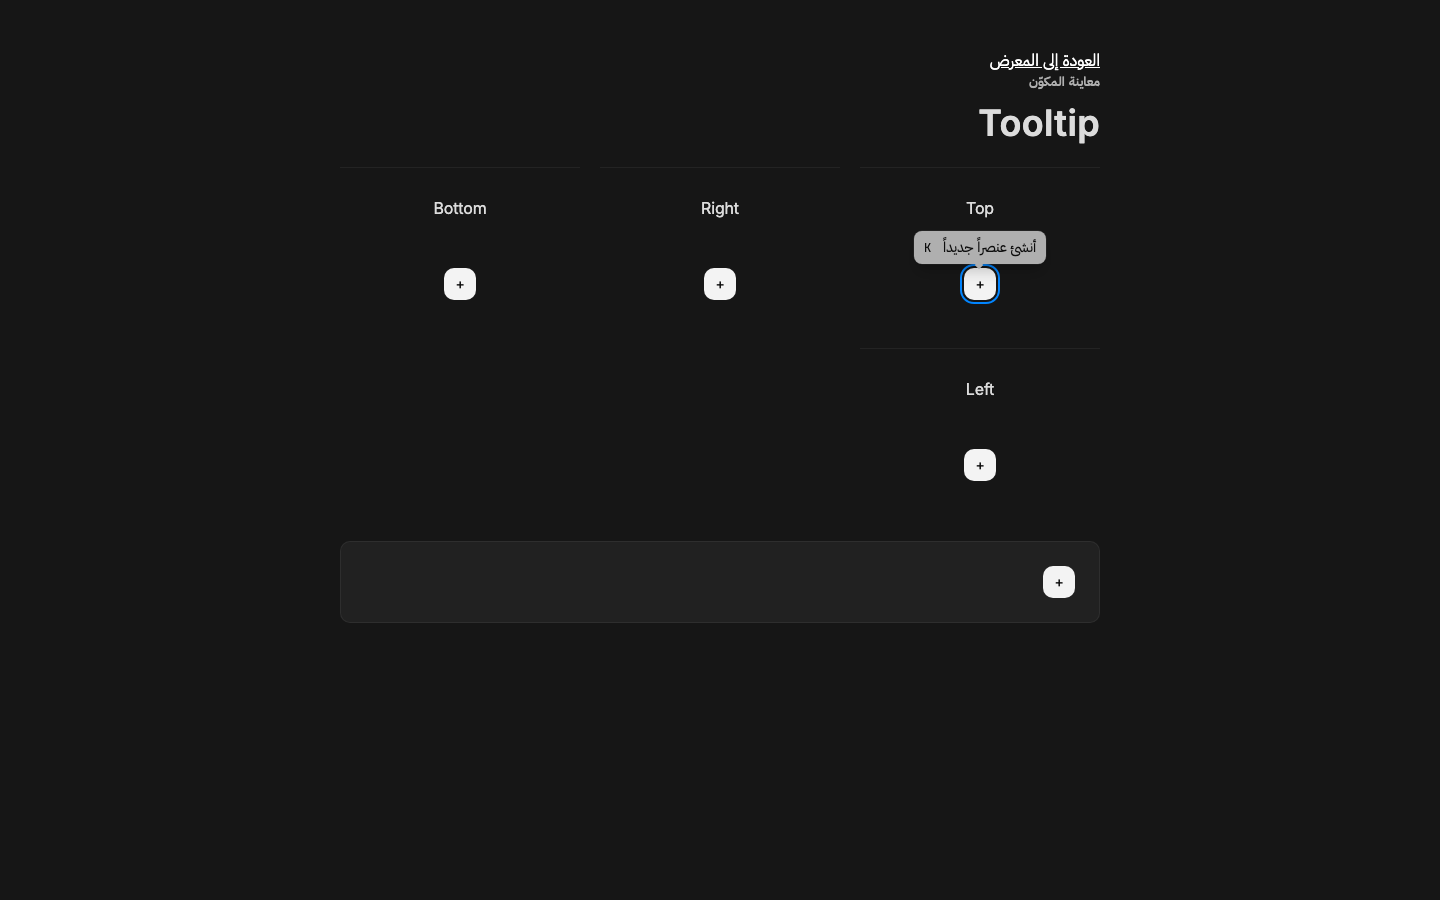 العودة إلى المعرض
معاينة المكوّن
Tooltip
Top
Right
Bottom
أنشئ عنصراً جديداً K
+
+
+
Left
+
+